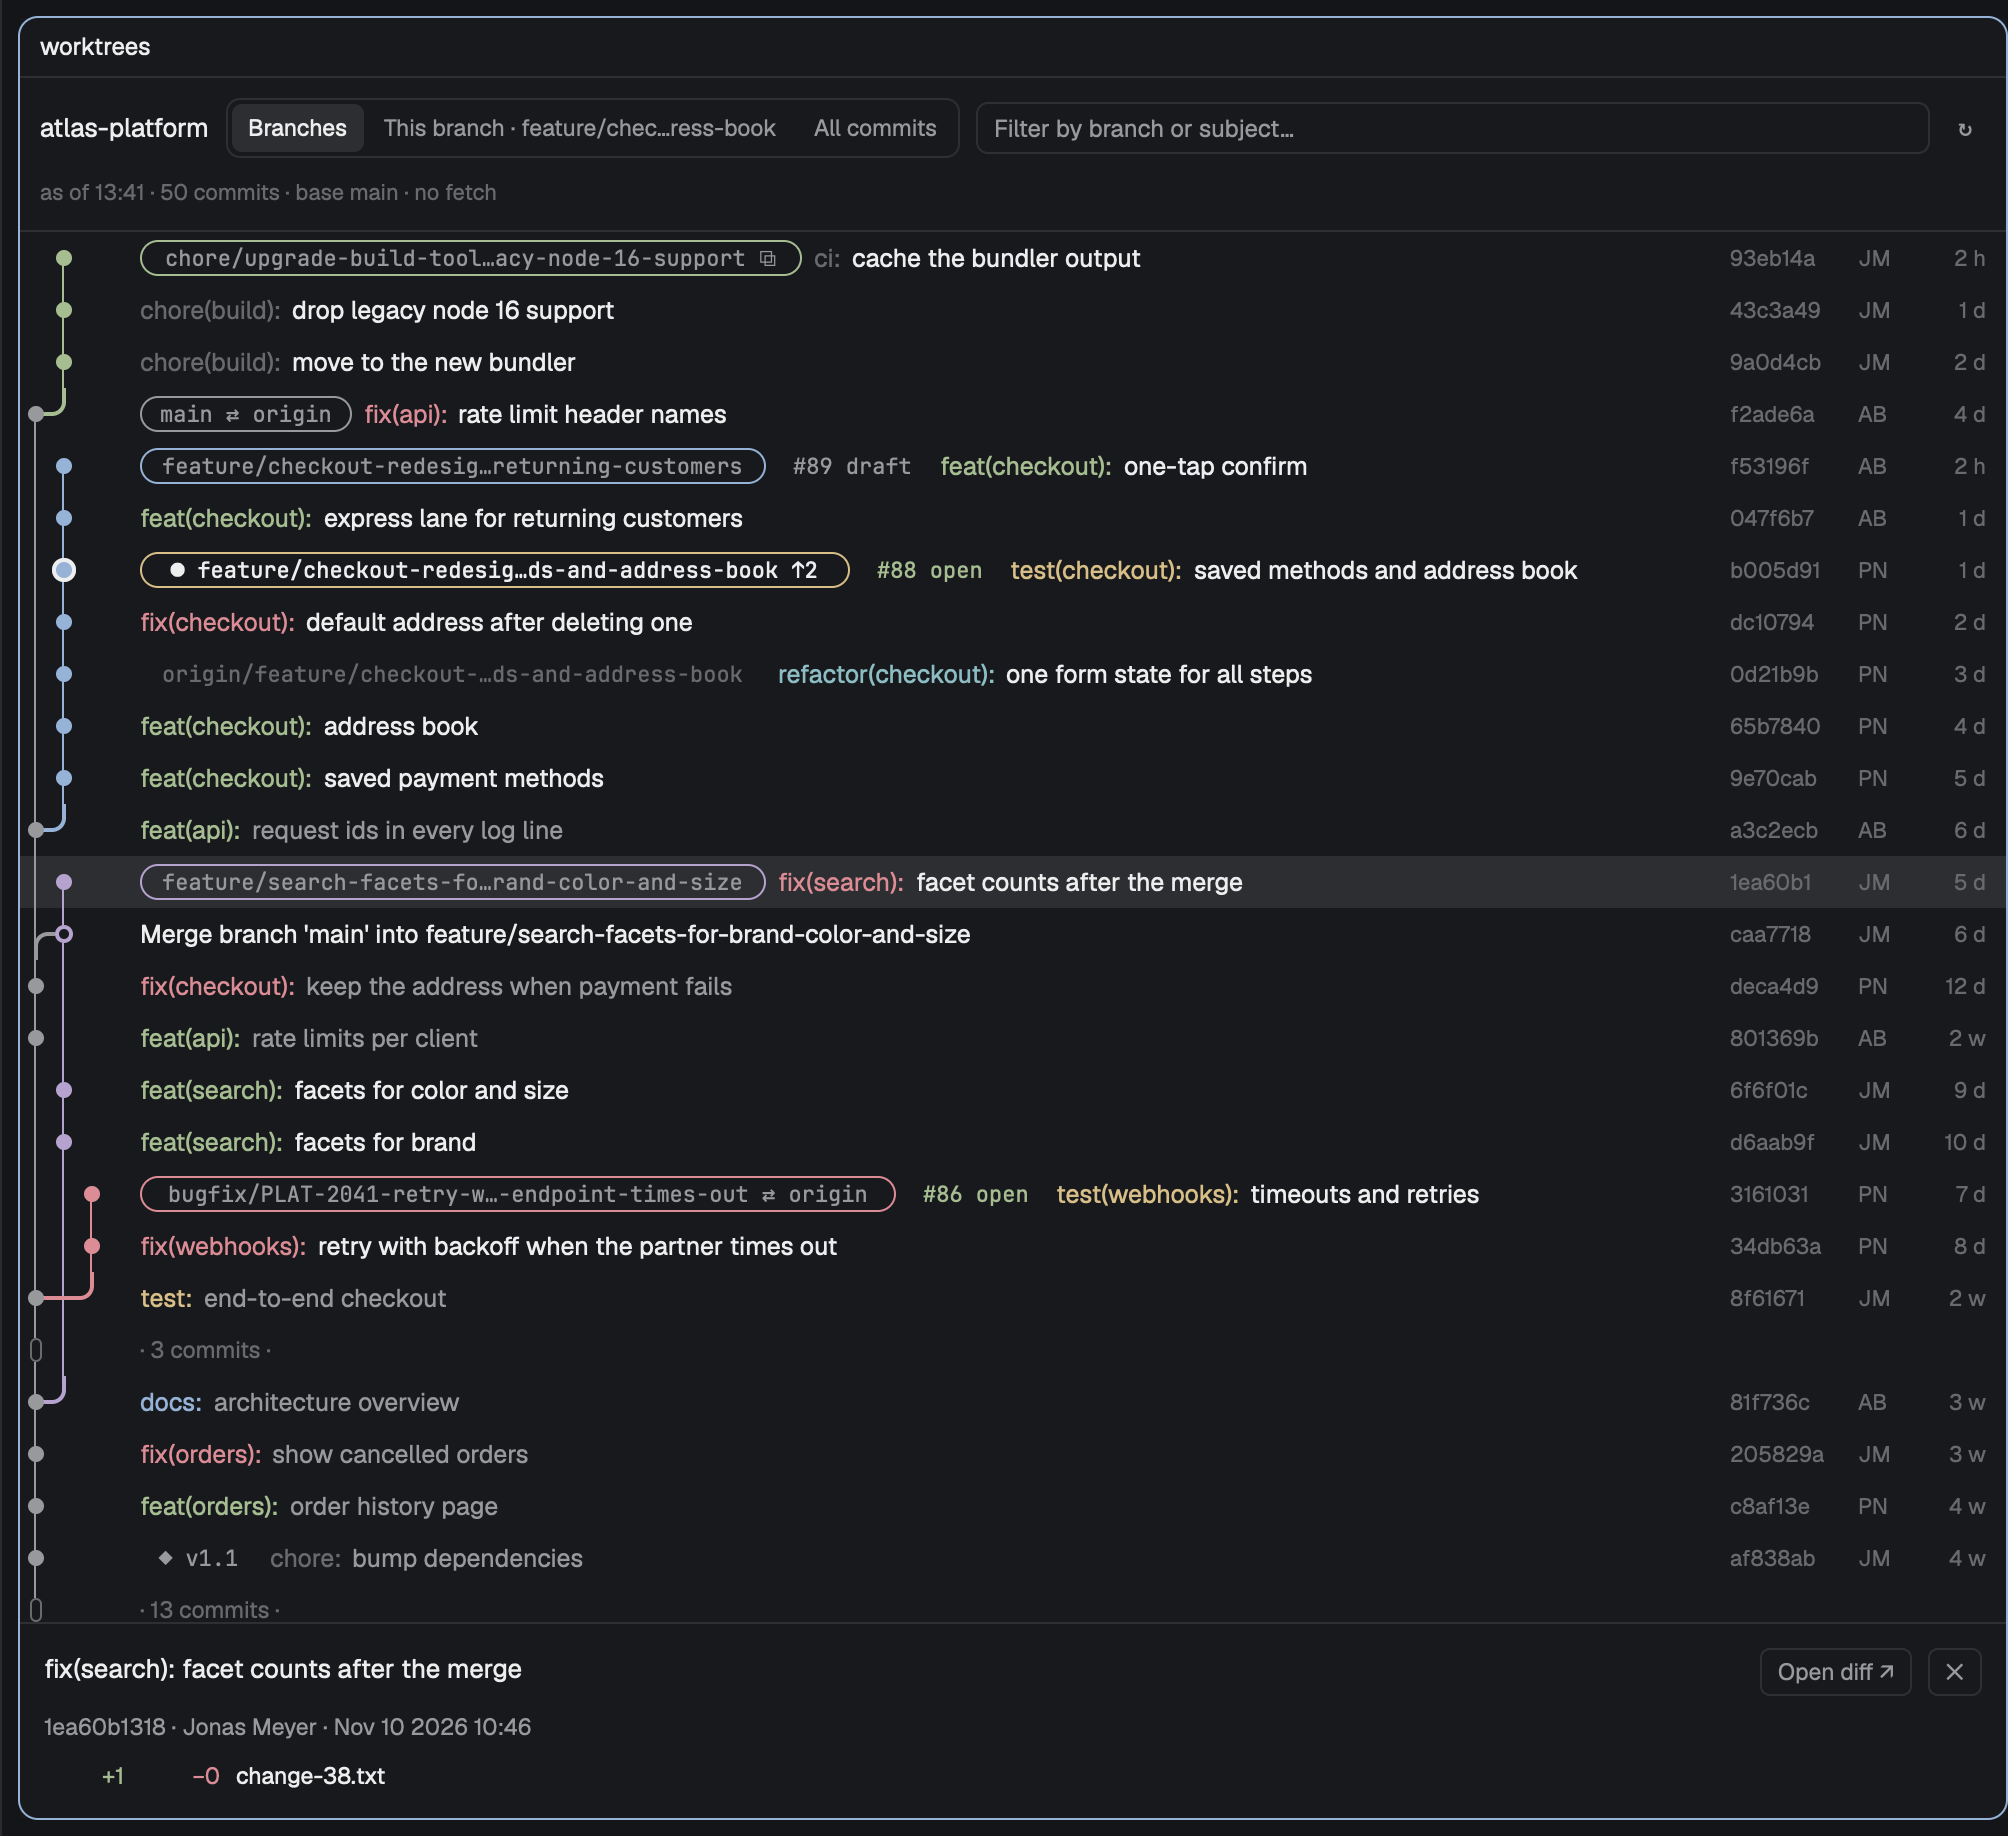 worktrees
atlas-platform Branches This branch · feature/chec…ress-book All commits Filter by branch or subject… ↻
as of 13:41 · 50 commits · base main · no fetch
chore/upgrade-build-tool…acy-node-16-support ⧉ ci: cache the bundler output 93eb14a JM 2 h
chore(build): drop legacy node 16 support 43c3a49 JM 1 d
chore(build): move to the new bundler 9a0d4cb JM 2 d
main ⇄ origin fix(api): rate limit header names f2ade6a AB 4 d
feature/checkout-redesig…returning-customers #89 draft feat(checkout): one-tap confirm f53196f AB 2 h
feat(checkout): express lane for returning customers 047f6b7 AB 1 d
● feature/checkout-redesig…ds-and-address-book ↑2 #88 open test(checkout): saved methods and address book b005d91 PN 1 d
fix(checkout): default address after deleting one dc10794 PN 2 d
origin/feature/checkout-…ds-and-address-book refactor(checkout): one form state for all steps 0d21b9b PN 3 d
feat(checkout): address book 65b7840 PN 4 d
feat(checkout): saved payment methods 9e70cab PN 5 d
feat(api): request ids in every log line a3c2ecb AB 6 d
feature/search-facets-fo…rand-color-and-size fix(search): facet counts after the merge 1ea60b1 JM 5 d
Merge branch 'main' into feature/search-facets-for-brand-color-and-size caa7718 JM 6 d
fix(checkout): keep the address when payment fails deca4d9 PN 12 d
feat(api): rate limits per client 801369b AB 2 w
feat(search): facets for color and size 6f6f01c JM 9 d
feat(search): facets for brand d6aab9f JM 10 d
bugfix/PLAT-2041-retry-w…-endpoint-times-out ⇄ origin #86 open test(webhooks): timeouts and retries 3161031 PN 7 d
fix(webhooks): retry with backoff when the partner times out 34db63a PN 8 d
test: end-to-end checkout 8f61671 JM 2 w
· 3 commits ·
docs: architecture overview 81f736c AB 3 w
fix(orders): show cancelled orders 205829a JM 3 w
feat(orders): order history page c8af13e PN 4 w
◆ v1.1 chore: bump dependencies af838ab JM 4 w
· 13 commits ·
fix(search): facet counts after the merge Open diff ↗ ×
1ea60b1318 · Jonas Meyer · Nov 10 2026 10:46
+1 −0 change-38.txt